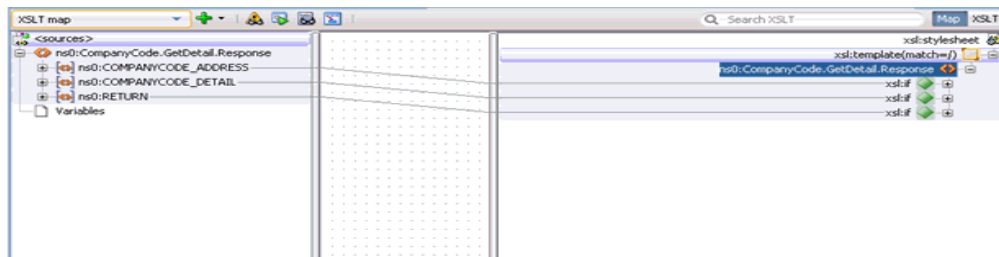 XSLT map
Search XSLT
Map XSLT
<sources>
ns0:CompanyCode.GetDetail.Response
ns0:COMPANYCODE_ADDRESS
ns0:COMPANYCODE_DETAIL
ns0:RETURN
Variables
xsl:stylesheet
xsl:template(match=/)
ns0:CompanyCode.GetDetail.Response
xsl:if
xsl:if
xsl:if